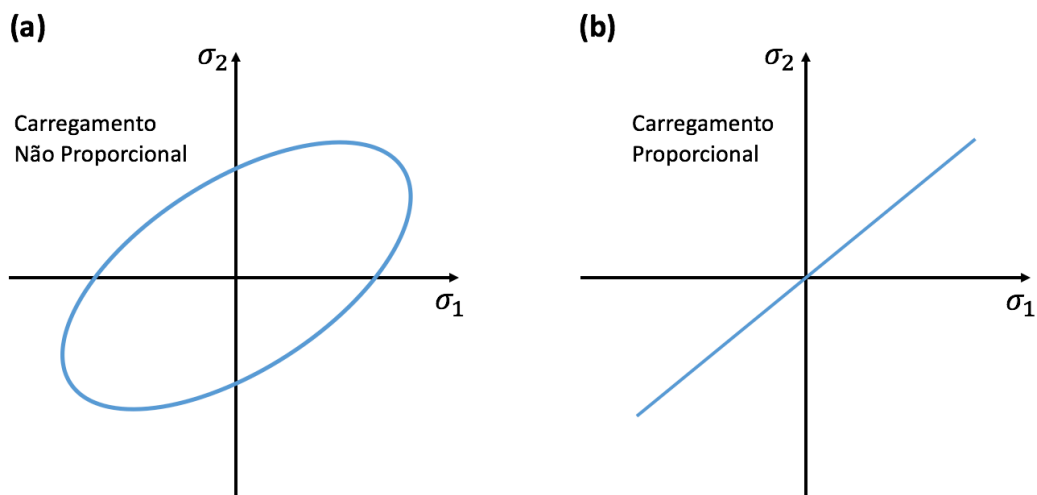 (a)
σ₂
Carregamento
Não Proporcional
σ₁
(b)
σ₂
Carregamento
Proporcional
σ₁